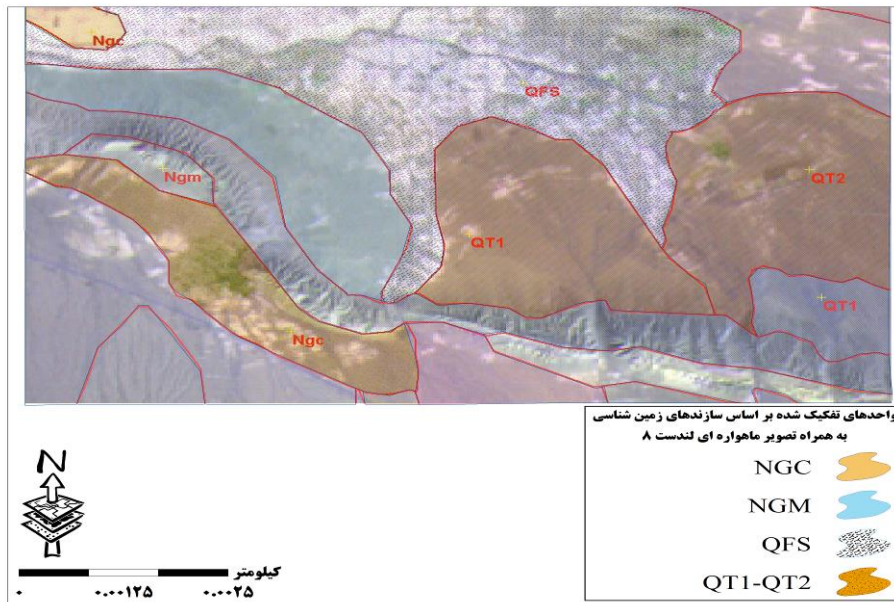 Ngc
QFS
Ngm
QT2
QT1
QT1
Ngc
واحدهای تفکیک شده بر اساس سازندهای زمین شناسی
به همراه تصویر ماهواره ای لندست ۸
NGC
NGM
QFS
QT1-QT2
N
کیلومتر
۰ ۰.۰۰۱۲۵ ۰.۰۰۲۵